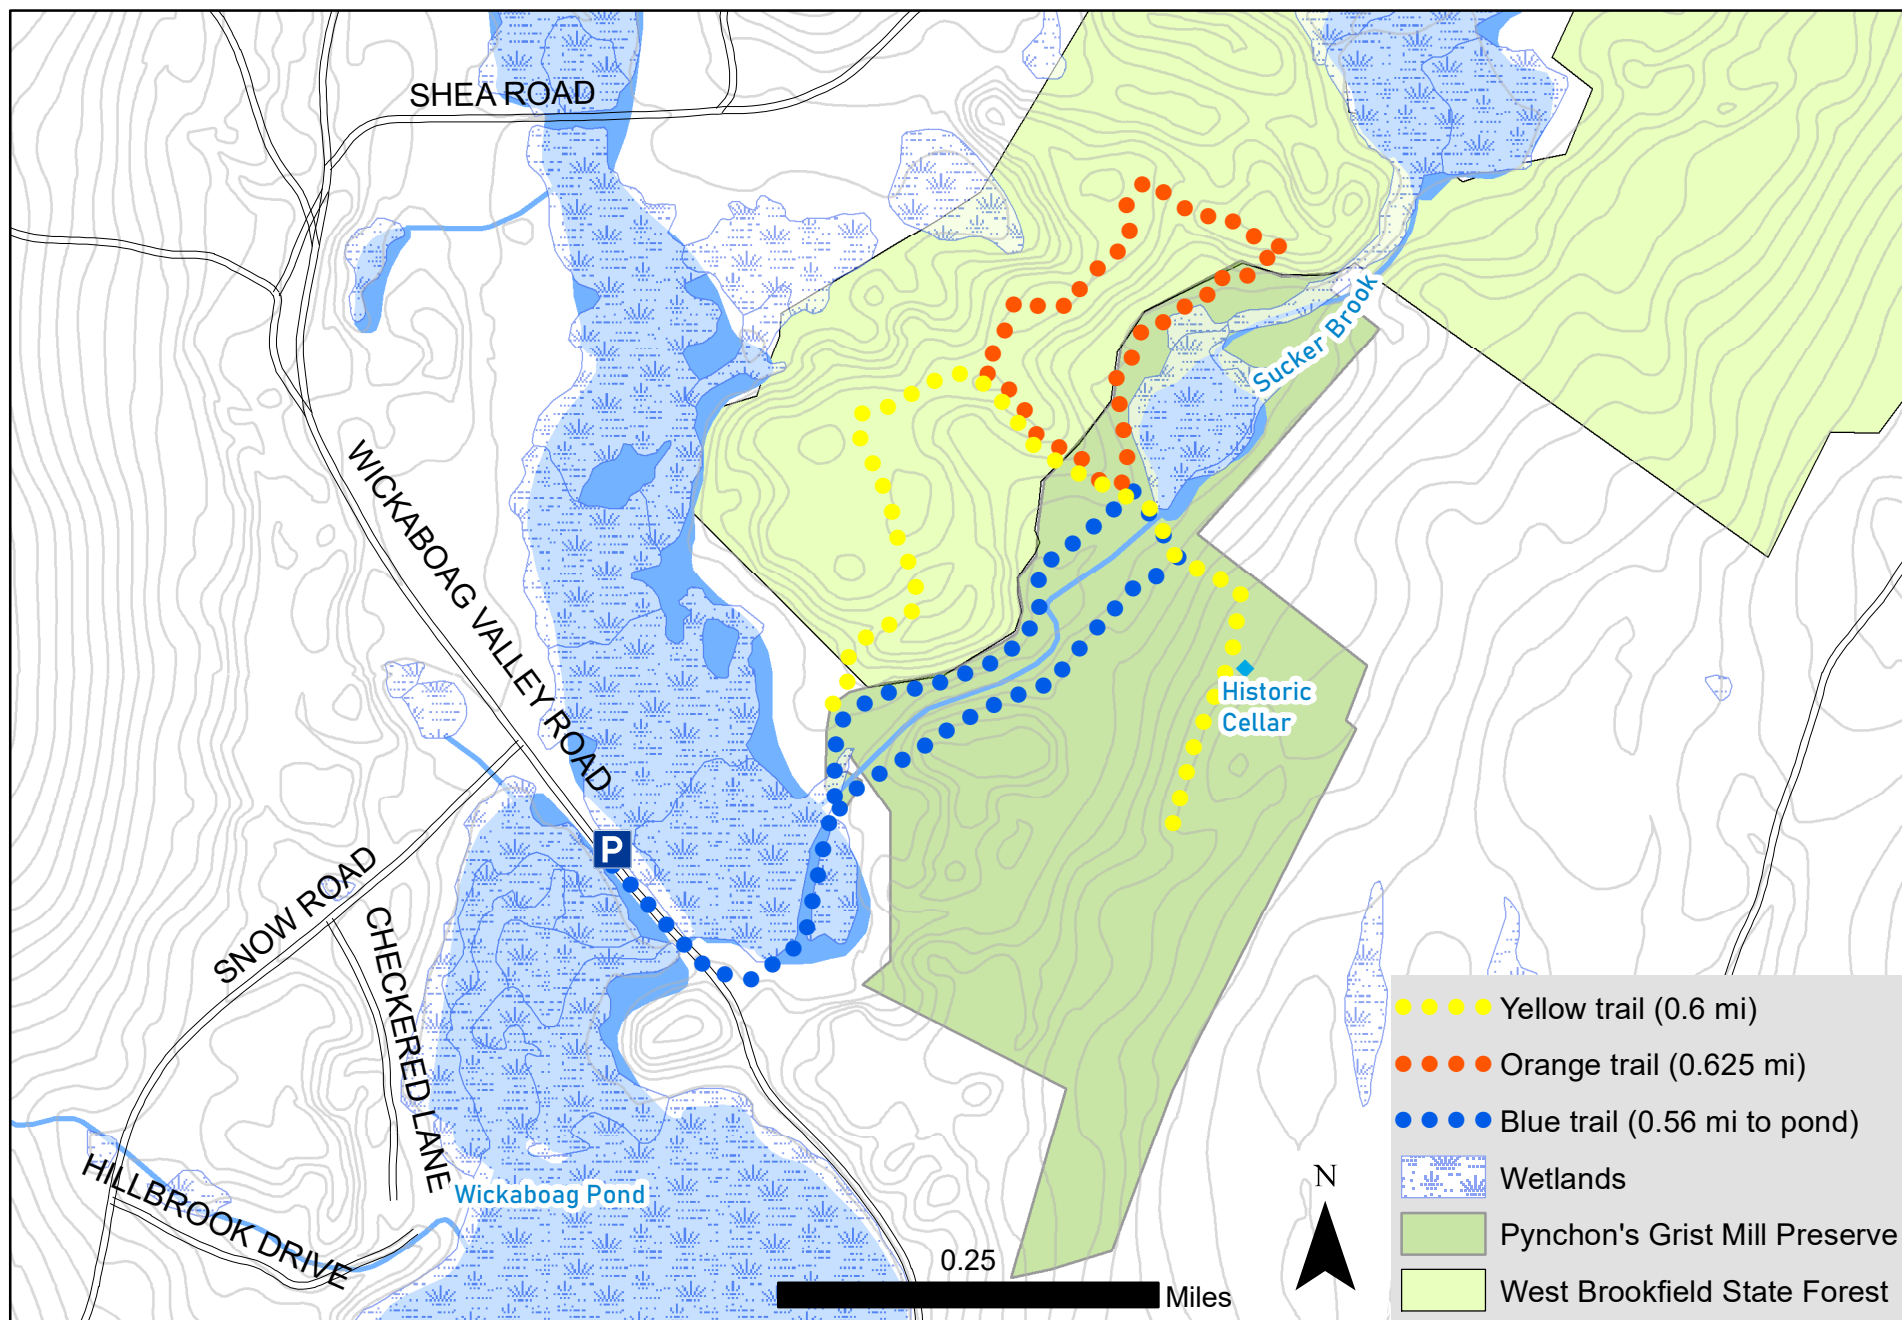 SHEA ROAD
Sucker Brook
WICKABOAG VALLEY ROAD
Historic
Cellar
P
SNOW ROAD
CHECKERED LANE
HILLBROOK DRIVE
Wickaboag Pond
0.25
Miles
N
Yellow trail (0.6 mi)
Orange trail (0.625 mi)
Blue trail (0.56 mi to pond)
Wetlands
Pynchon's Grist Mill Preserve
West Brookfield State Forest